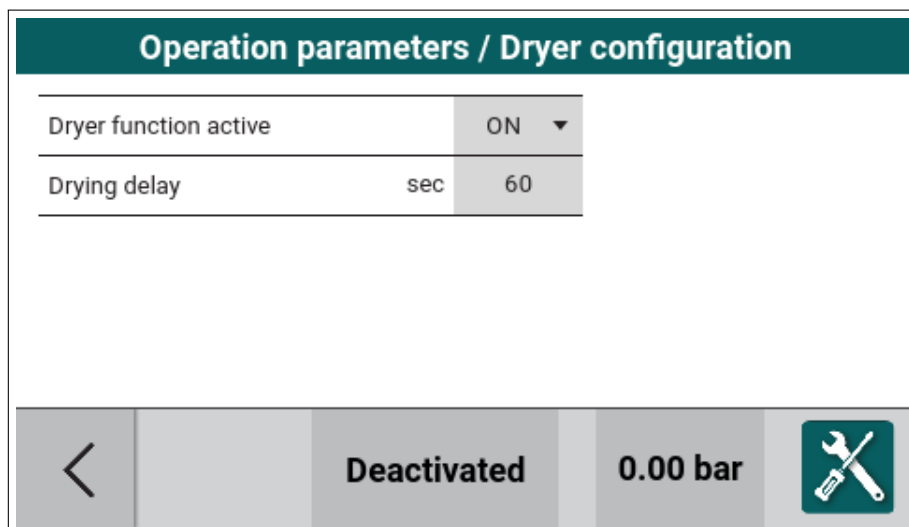 Operation parameters / Dryer configuration
Dryer function active ON
Drying delay sec 60
Deactivated 0.00 bar